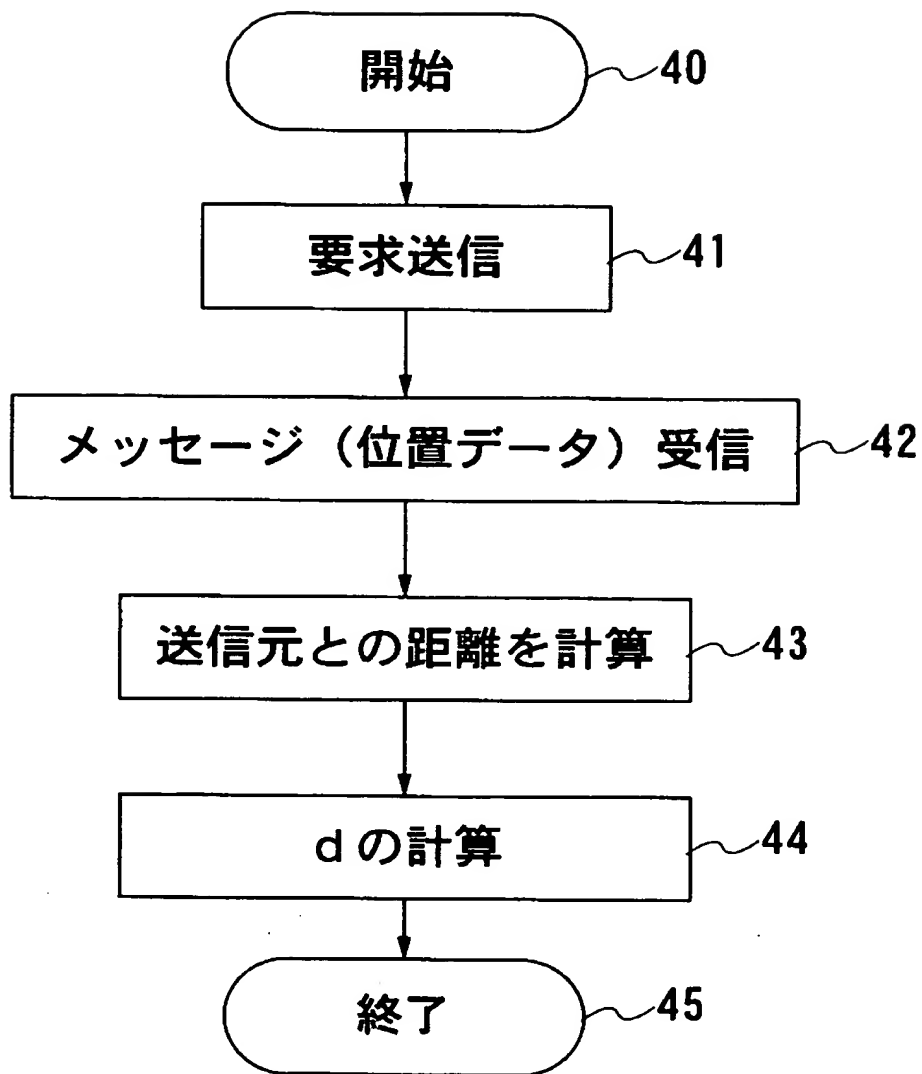 開始 40
要求送信 41
メッセージ（位置データ）受信 42
送信元との距離を計算 43
ｄの計算 44
終了 45